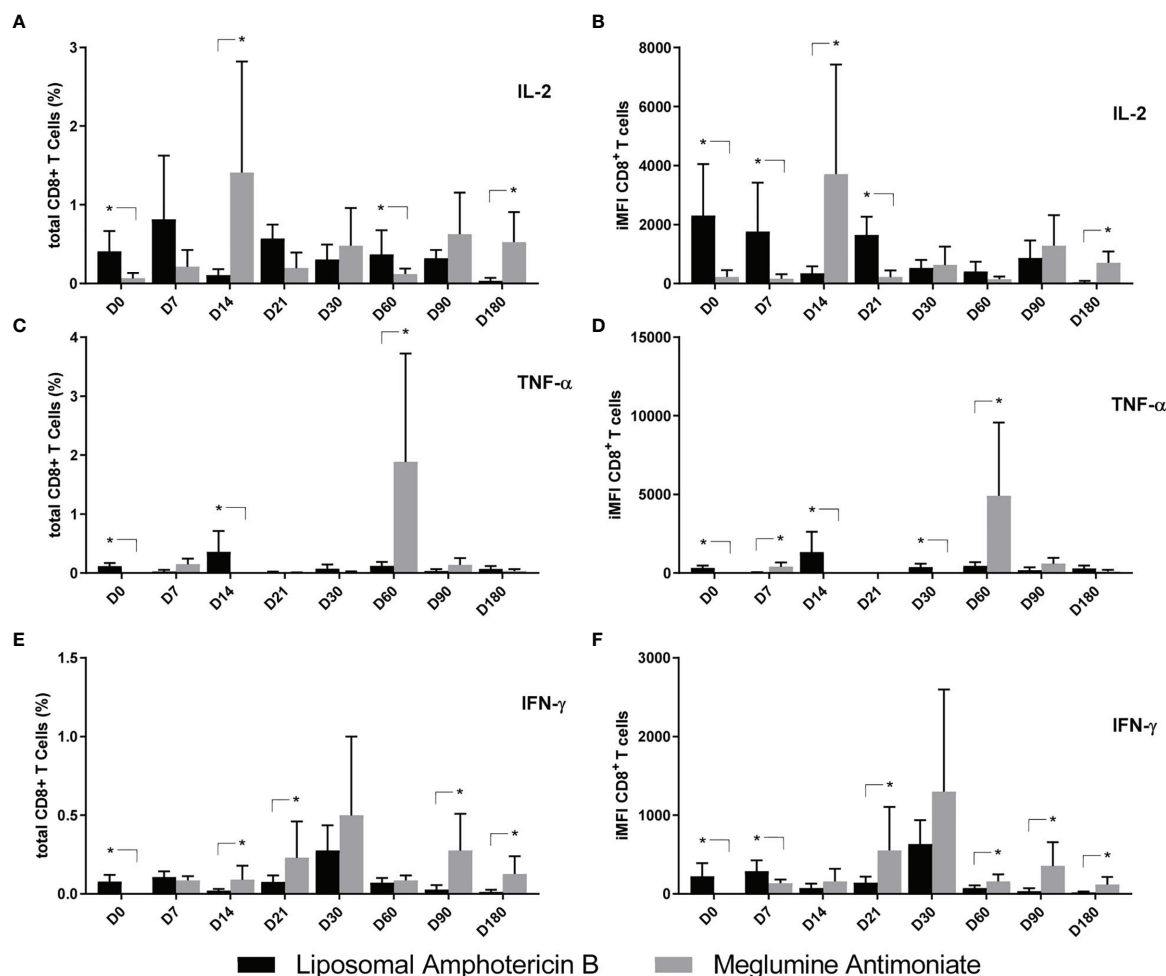 A
total CD8+ T Cells (%)
3
2
1
0
* * * *
IL-2
D0 D7 D14 D21 D30 D60 D90 D180
B
iMFI CD8+ T cells
8000
6000
4000
2000
0
* * * * *
IL-2
D0 D7 D14 D21 D30 D60 D90 D180
C
total CD8+ T Cells (%)
4
3
2
1
0
* * *
TNF-α
D0 D7 D14 D21 D30 D60 D90 D180
D
iMFI CD8+ T cells
15000
10000
5000
0
* * * * *
TNF-α
D0 D7 D14 D21 D30 D60 D90 D180
E
total CD8+ T Cells (%)
1.5
1.0
0.5
0.0
* * * * *
IFN-γ
D0 D7 D14 D21 D30 D60 D90 D180
F
iMFI CD8+ T cells
3000
2000
1000
0
* * * * * *
IFN-γ
D0 D7 D14 D21 D30 D60 D90 D180
Liposomal Amphotericin B Meglumine Antimoniate